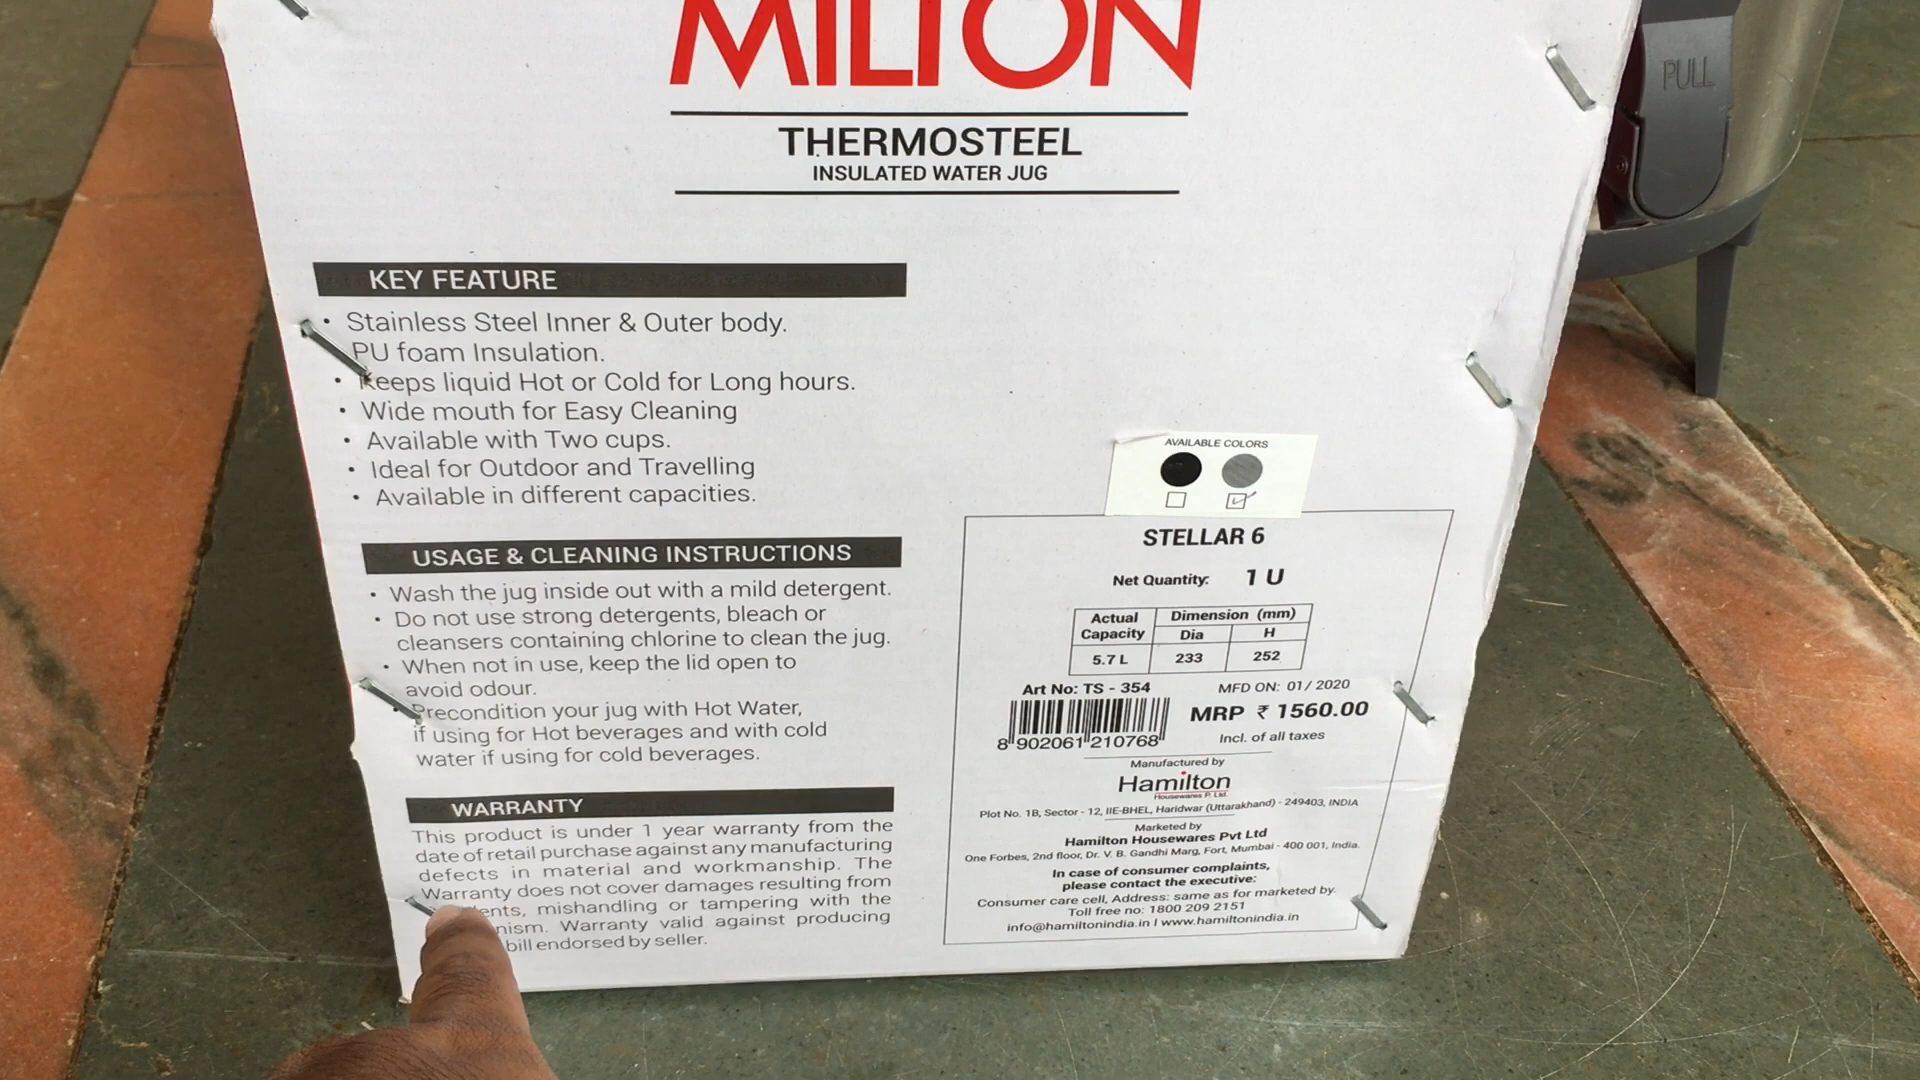 MILTON
THERMOSTEEL
INSULATED WATER JUG
KEY FEATURE
• Stainless Steel Inner & Outer body.
PU foam Insulation.
• Keeps liquid Hot or Cold for Long hours.
• Wide mouth for Easy Cleaning
• Available with Two cups.
• Ideal for Outdoor and Travelling
• Available in different capacities.
USAGE & CLEANING INSTRUCTIONS
• Wash the jug inside out with a mild detergent.
• Do not use strong detergents, bleach or
cleansers containing chlorine to clean the jug.
• When not in use, keep the lid open to
avoid odour.
• Precondition your jug with Hot Water,
if using for Hot beverages and with cold
water if using for cold beverages.
WARRANTY
This product is under 1 year warranty from the
date of retail purchase against any manufacturing
defects in material and workmanship. The
Warranty does not cover damages resulting from
mishandling or tampering with the
Warranty valid against producing
bill endorsed by seller.
AVAILABLE COLORS
STELLAR 6
Net Quantity: 1 U
Actual Capacity
Dimension (mm)
Dia H
5.7 L 233 252
Art No: TS - 354
8 902061 210768
MFD ON: 01/ 2020
MRP ₹ 1560.00
Incl. of all taxes
Manufactured by
Hamilton
Housewares P. Ltd.
Plot No. 1B, Sector - 12, IIE-BHEL, Haridwar (Uttarakhand) - 249403, INDIA
Marketed by
Hamilton Housewares Pvt Ltd
One Forbes, 2nd floor, Dr. V. B. Gandhi Marg, Fort, Mumbai - 400 001, India.
In case of consumer complaints,
please contact the executive:
Consumer care cell, Address: same as for marketed by.
Toll free no: 1800 209 2151
info@hamiltonindia.in I www.hamiltonindia.in
PULL